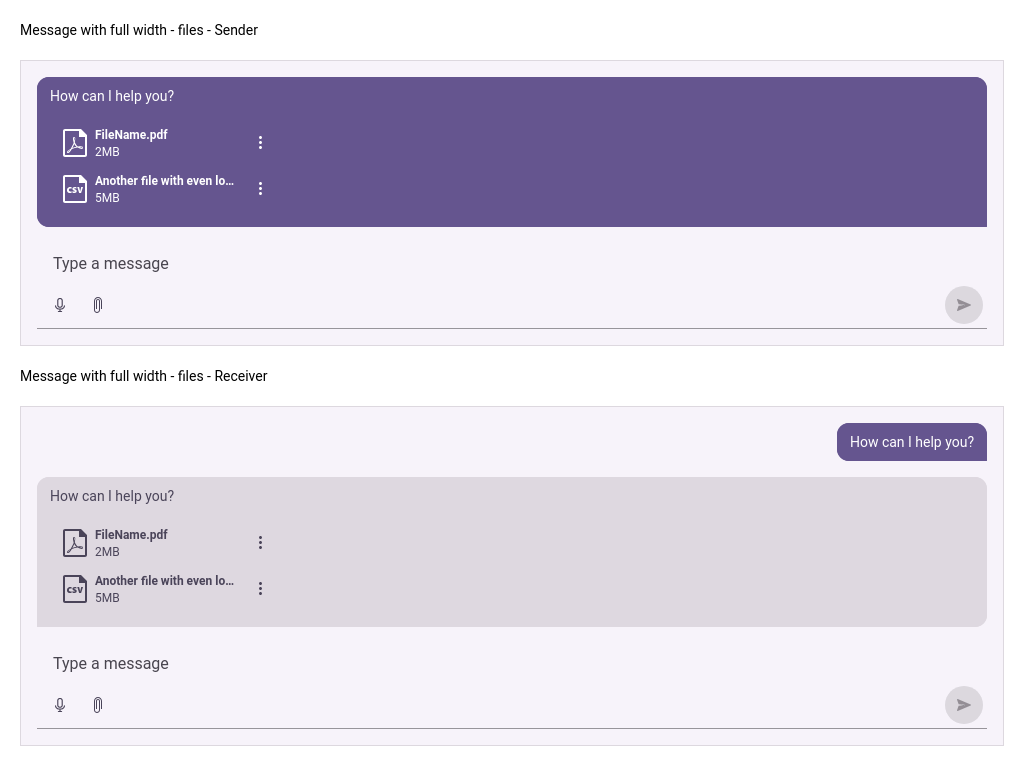 Message with full width - files - Sender
How can I help you?
FileName.pdf
2MB
CSV
Another file with even lo...
5MB
Type a message
Message with full width - files - Receiver
How can I help you?
How can I help you?
FileName.pdf
2MB
CSV
Another file with even lo...
5MB
Type a message